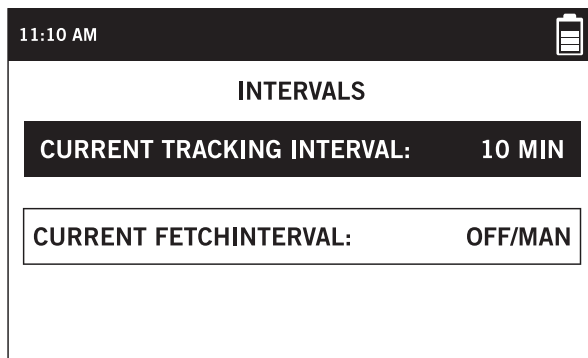 11:10 AM
INTERVALS
CURRENT TRACKING INTERVAL: 10 MIN
CURRENT FETCHINTERVAL: OFF/MAN